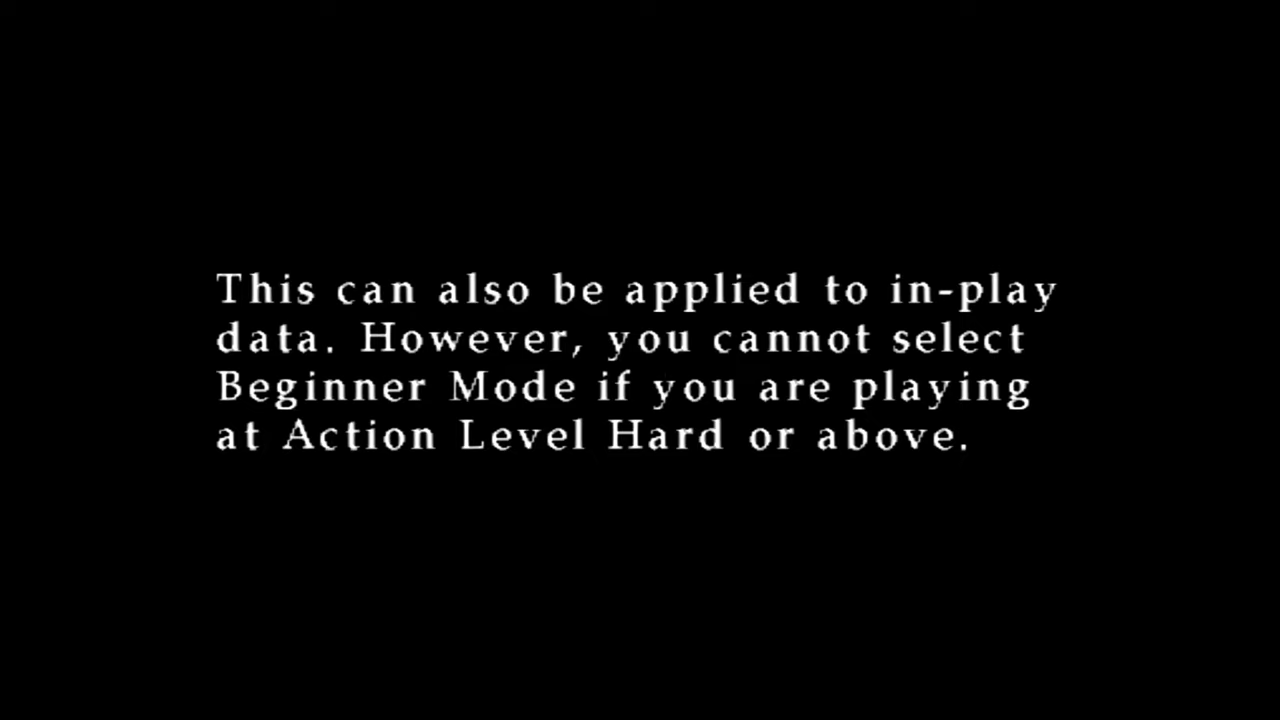 This can also be applied to in-play
data. However, you cannot select
Beginner Mode if you are playing
at Action Level Hard or above.